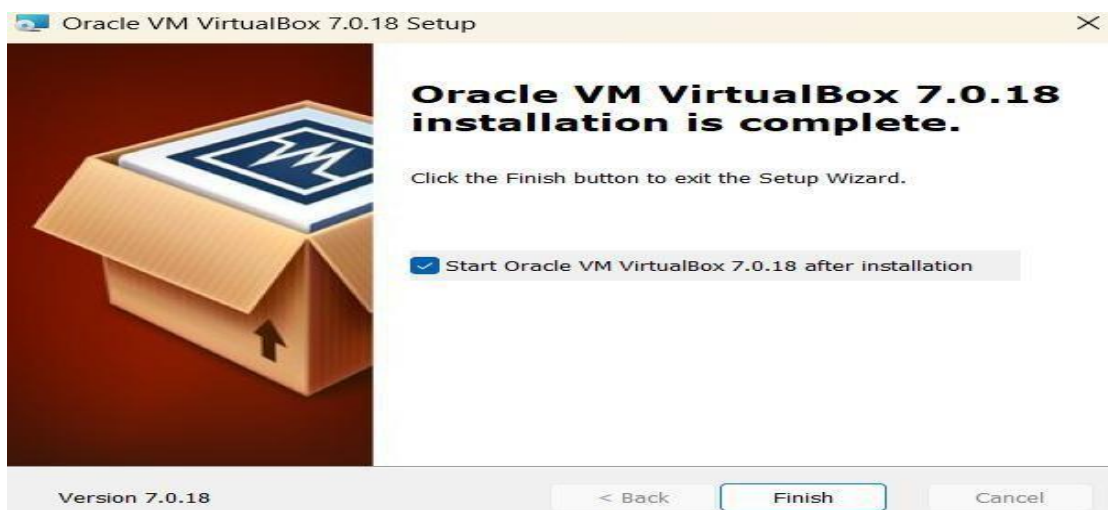 Oracle VM VirtualBox 7.0.18 Setup
Oracle VM VirtualBox 7.0.18
installation is complete.
Click the Finish button to exit the Setup Wizard.
Start Oracle VM VirtualBox 7.0.18 after installation
Version 7.0.18
< Back
Finish
Cancel